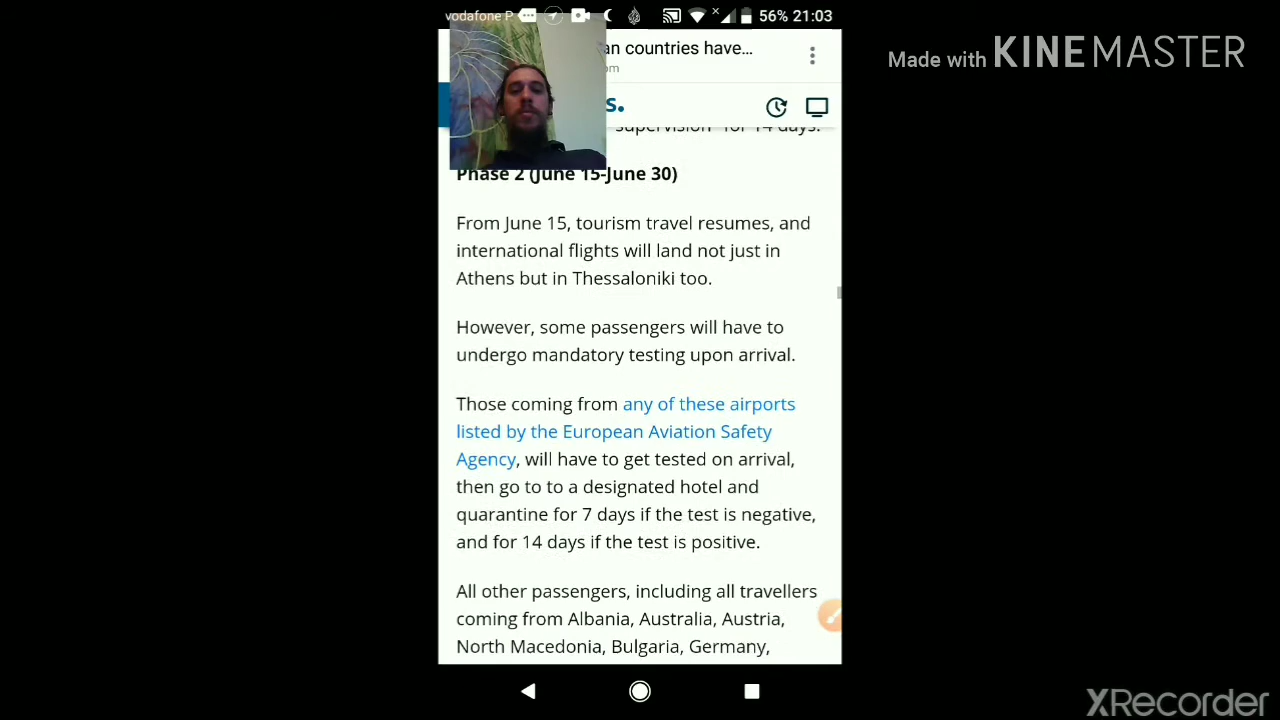 vodafone P
56% 21:03
Made with KINEMASTER
an countries have...
om
s.
supervision" for 14 days.
Phase 2 (June 15-June 30)
From June 15, tourism travel resumes, and
international flights will land not just in
Athens but in Thessaloniki too.
However, some passengers will have to
undergo mandatory testing upon arrival.
Those coming from any of these airports
listed by the European Aviation Safety
Agency, will have to get tested on arrival,
then go to to a designated hotel and
quarantine for 7 days if the test is negative,
and for 14 days if the test is positive.
All other passengers, including all travellers
coming from Albania, Australia, Austria,
North Macedonia, Bulgaria, Germany,
XRecorder